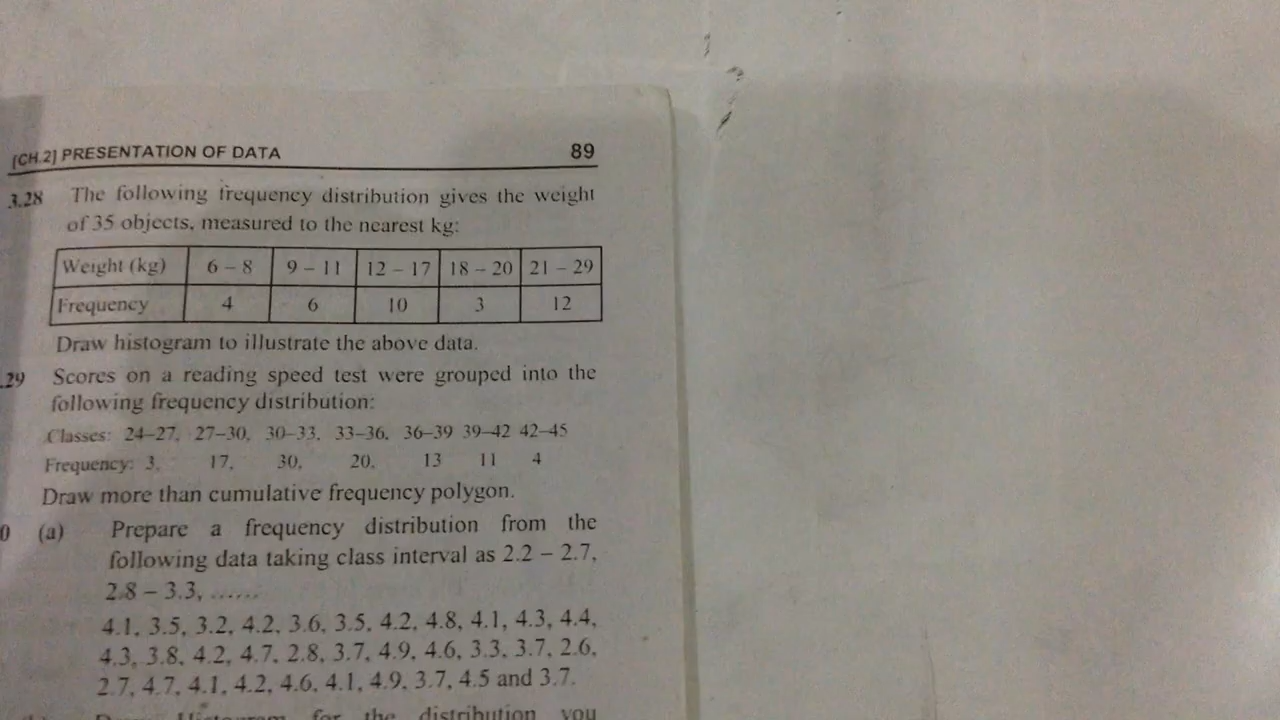 [CH.2] PRESENTATION OF DATA 89
3.28 The following frequency distribution gives the weight
of 35 objects, measured to the nearest kg:
Weight (kg) 6 – 8 9 – 11 12 – 17 18 – 20 21 – 29
Frequency 4 6 10 3 12
Draw histogram to illustrate the above data.
.29 Scores on a reading speed test were grouped into the
following frequency distribution:
Classes: 24–27, 27–30, 30–33, 33–36, 36–39 39–42 42–45
Frequency: 3, 17, 30, 20, 13 11 4
Draw more than cumulative frequency polygon.
0 (a) Prepare a frequency distribution from the
following data taking class interval as 2.2 – 2.7,
2.8 – 3.3, ......
4.1, 3.5, 3.2, 4.2, 3.6, 3.5, 4.2, 4.8, 4.1, 4.3, 4.4,
4.3, 3.8, 4.2, 4.7, 2.8, 3.7, 4.9, 4.6, 3.3, 3.7, 2.6,
2.7, 4.7, 4.1, 4.2, 4.6, 4.1, 4.9, 3.7, 4.5 and 3.7.
Draw Histogram for the distribution you